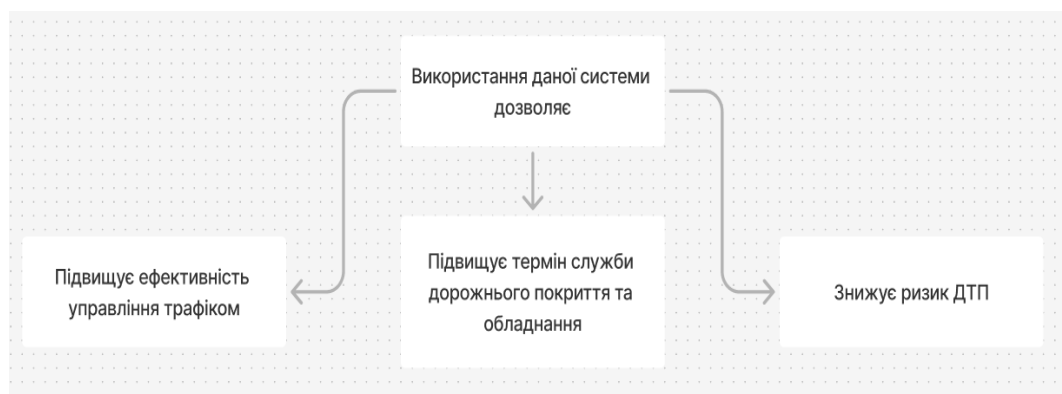 Використання даної системи
дозволяє
Підвищує ефективність
управління трафіком
Підвищує термін служби
дорожнього покриття та
обладнання
Знижує ризик ДТП